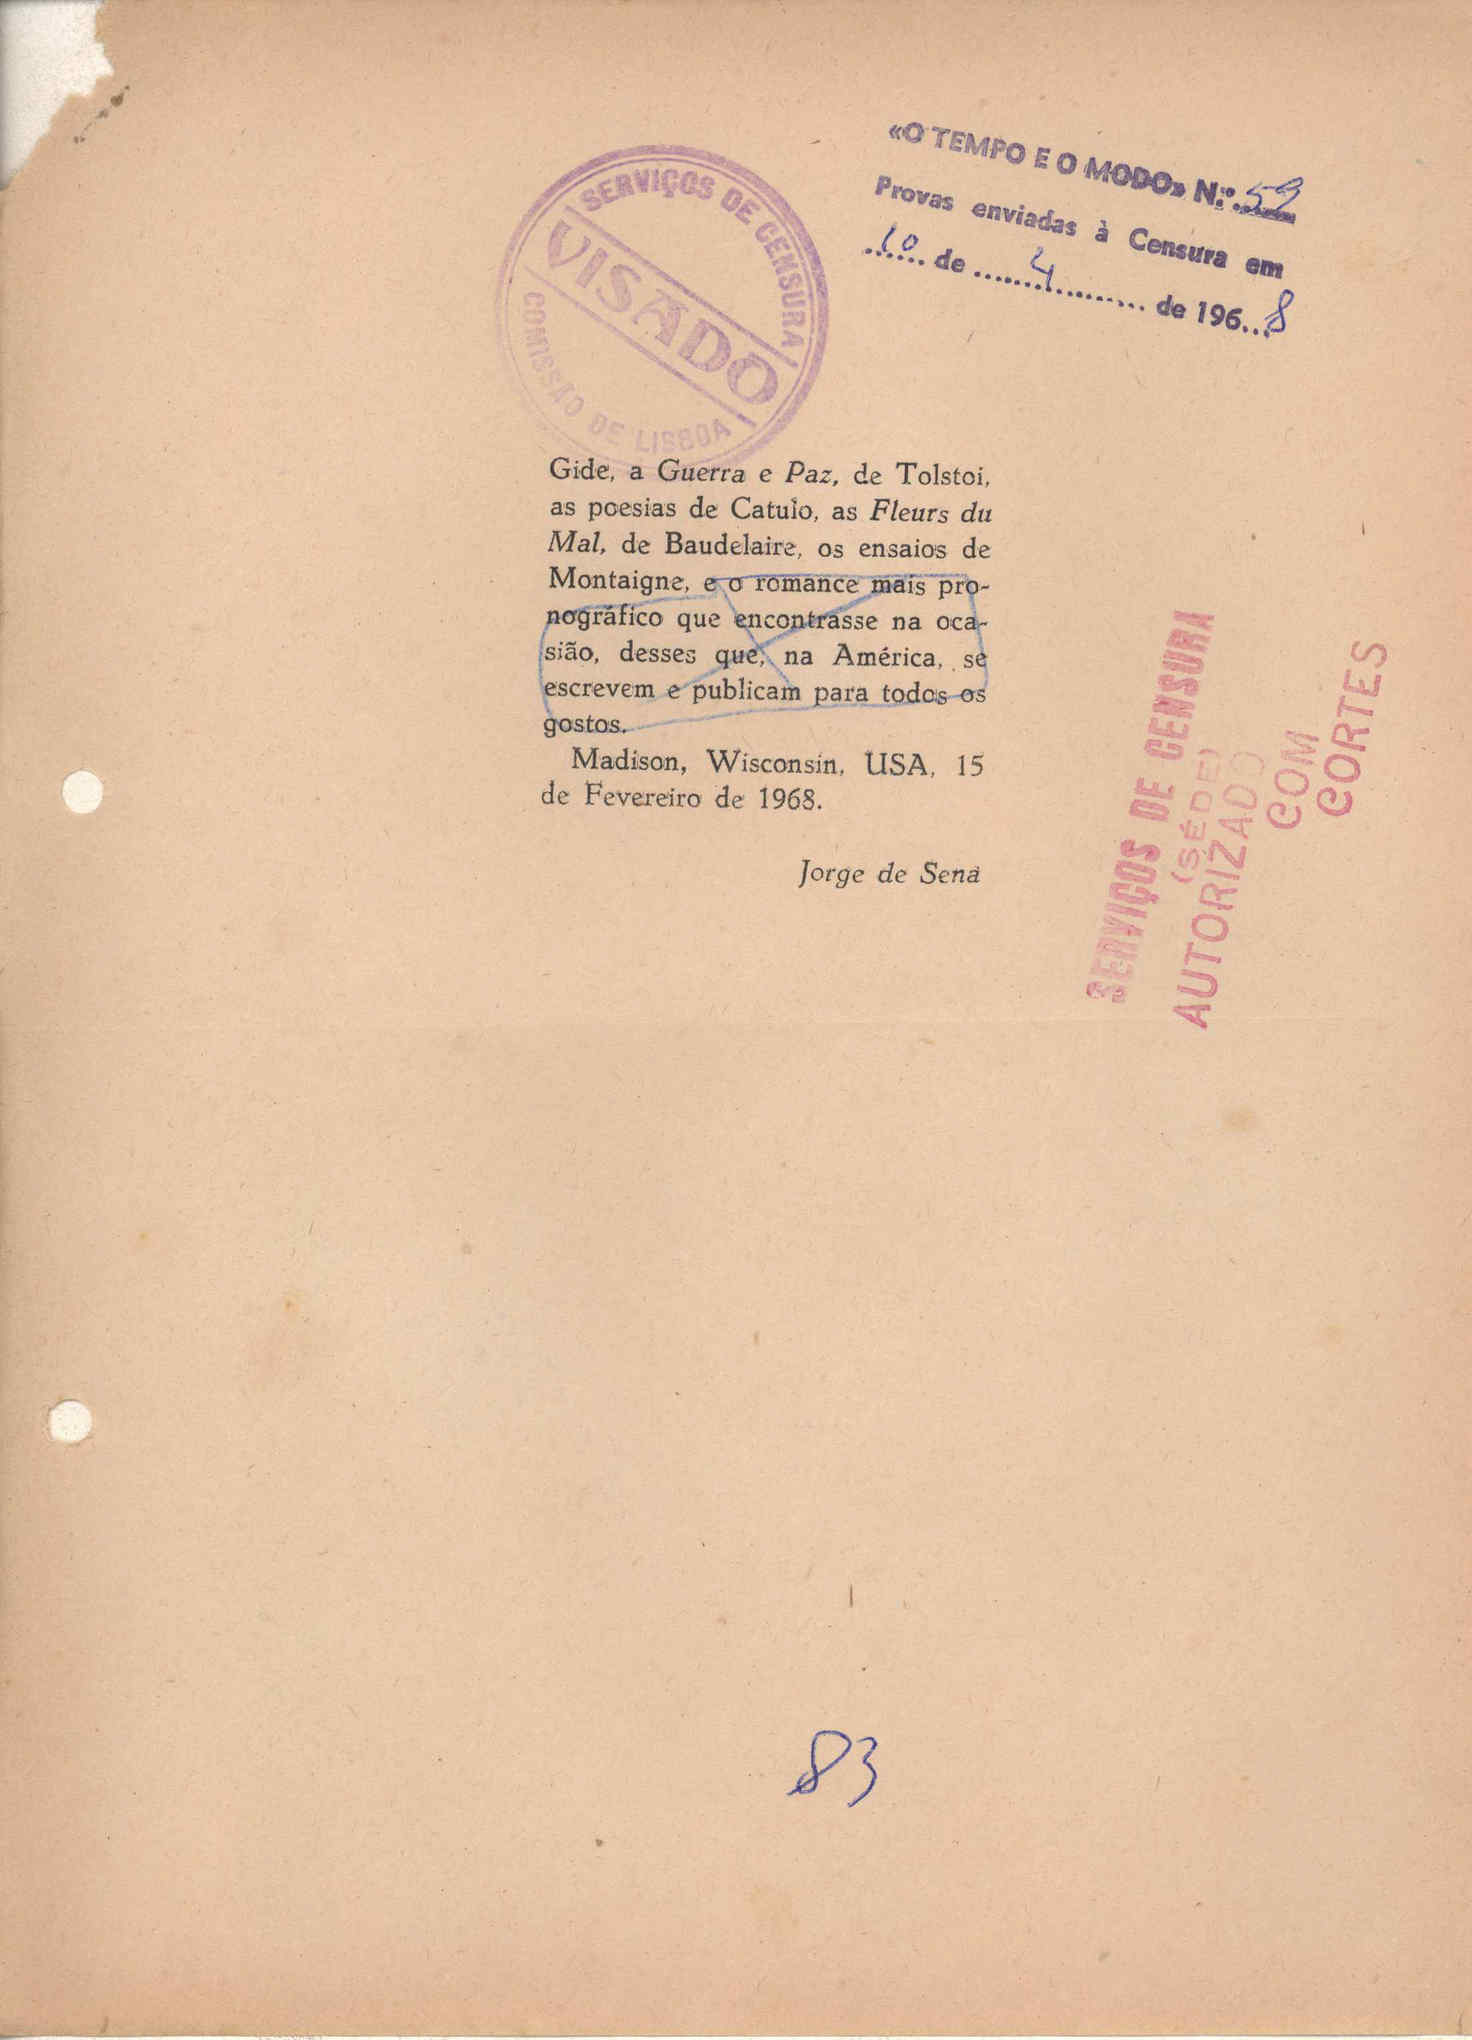 «O TEMPO E O MODO» N.º 59
Provas enviadas à Censura em
10 de 4 de 1968
SERVIÇOS DE CENSURA
VISADO
COMISSÃO DE LISBOA
Gide, a Guerra e Paz, de Tolstoi,
as poesias de Catulo, as Fleurs du
Mal, de Baudelaire, os ensaios de
Montaigne, e o romance mais pro-
nográfico que encontrasse na oca-
sião, desses que, na América, se
escrevem e publicam para todos os
gostos.
Madison, Wisconsin, USA, 15
de Fevereiro de 1968.
Jorge de Sena
SERVIÇOS DE CENSURA
(SÉDE)
AUTORIZADO
COM
CORTES
83